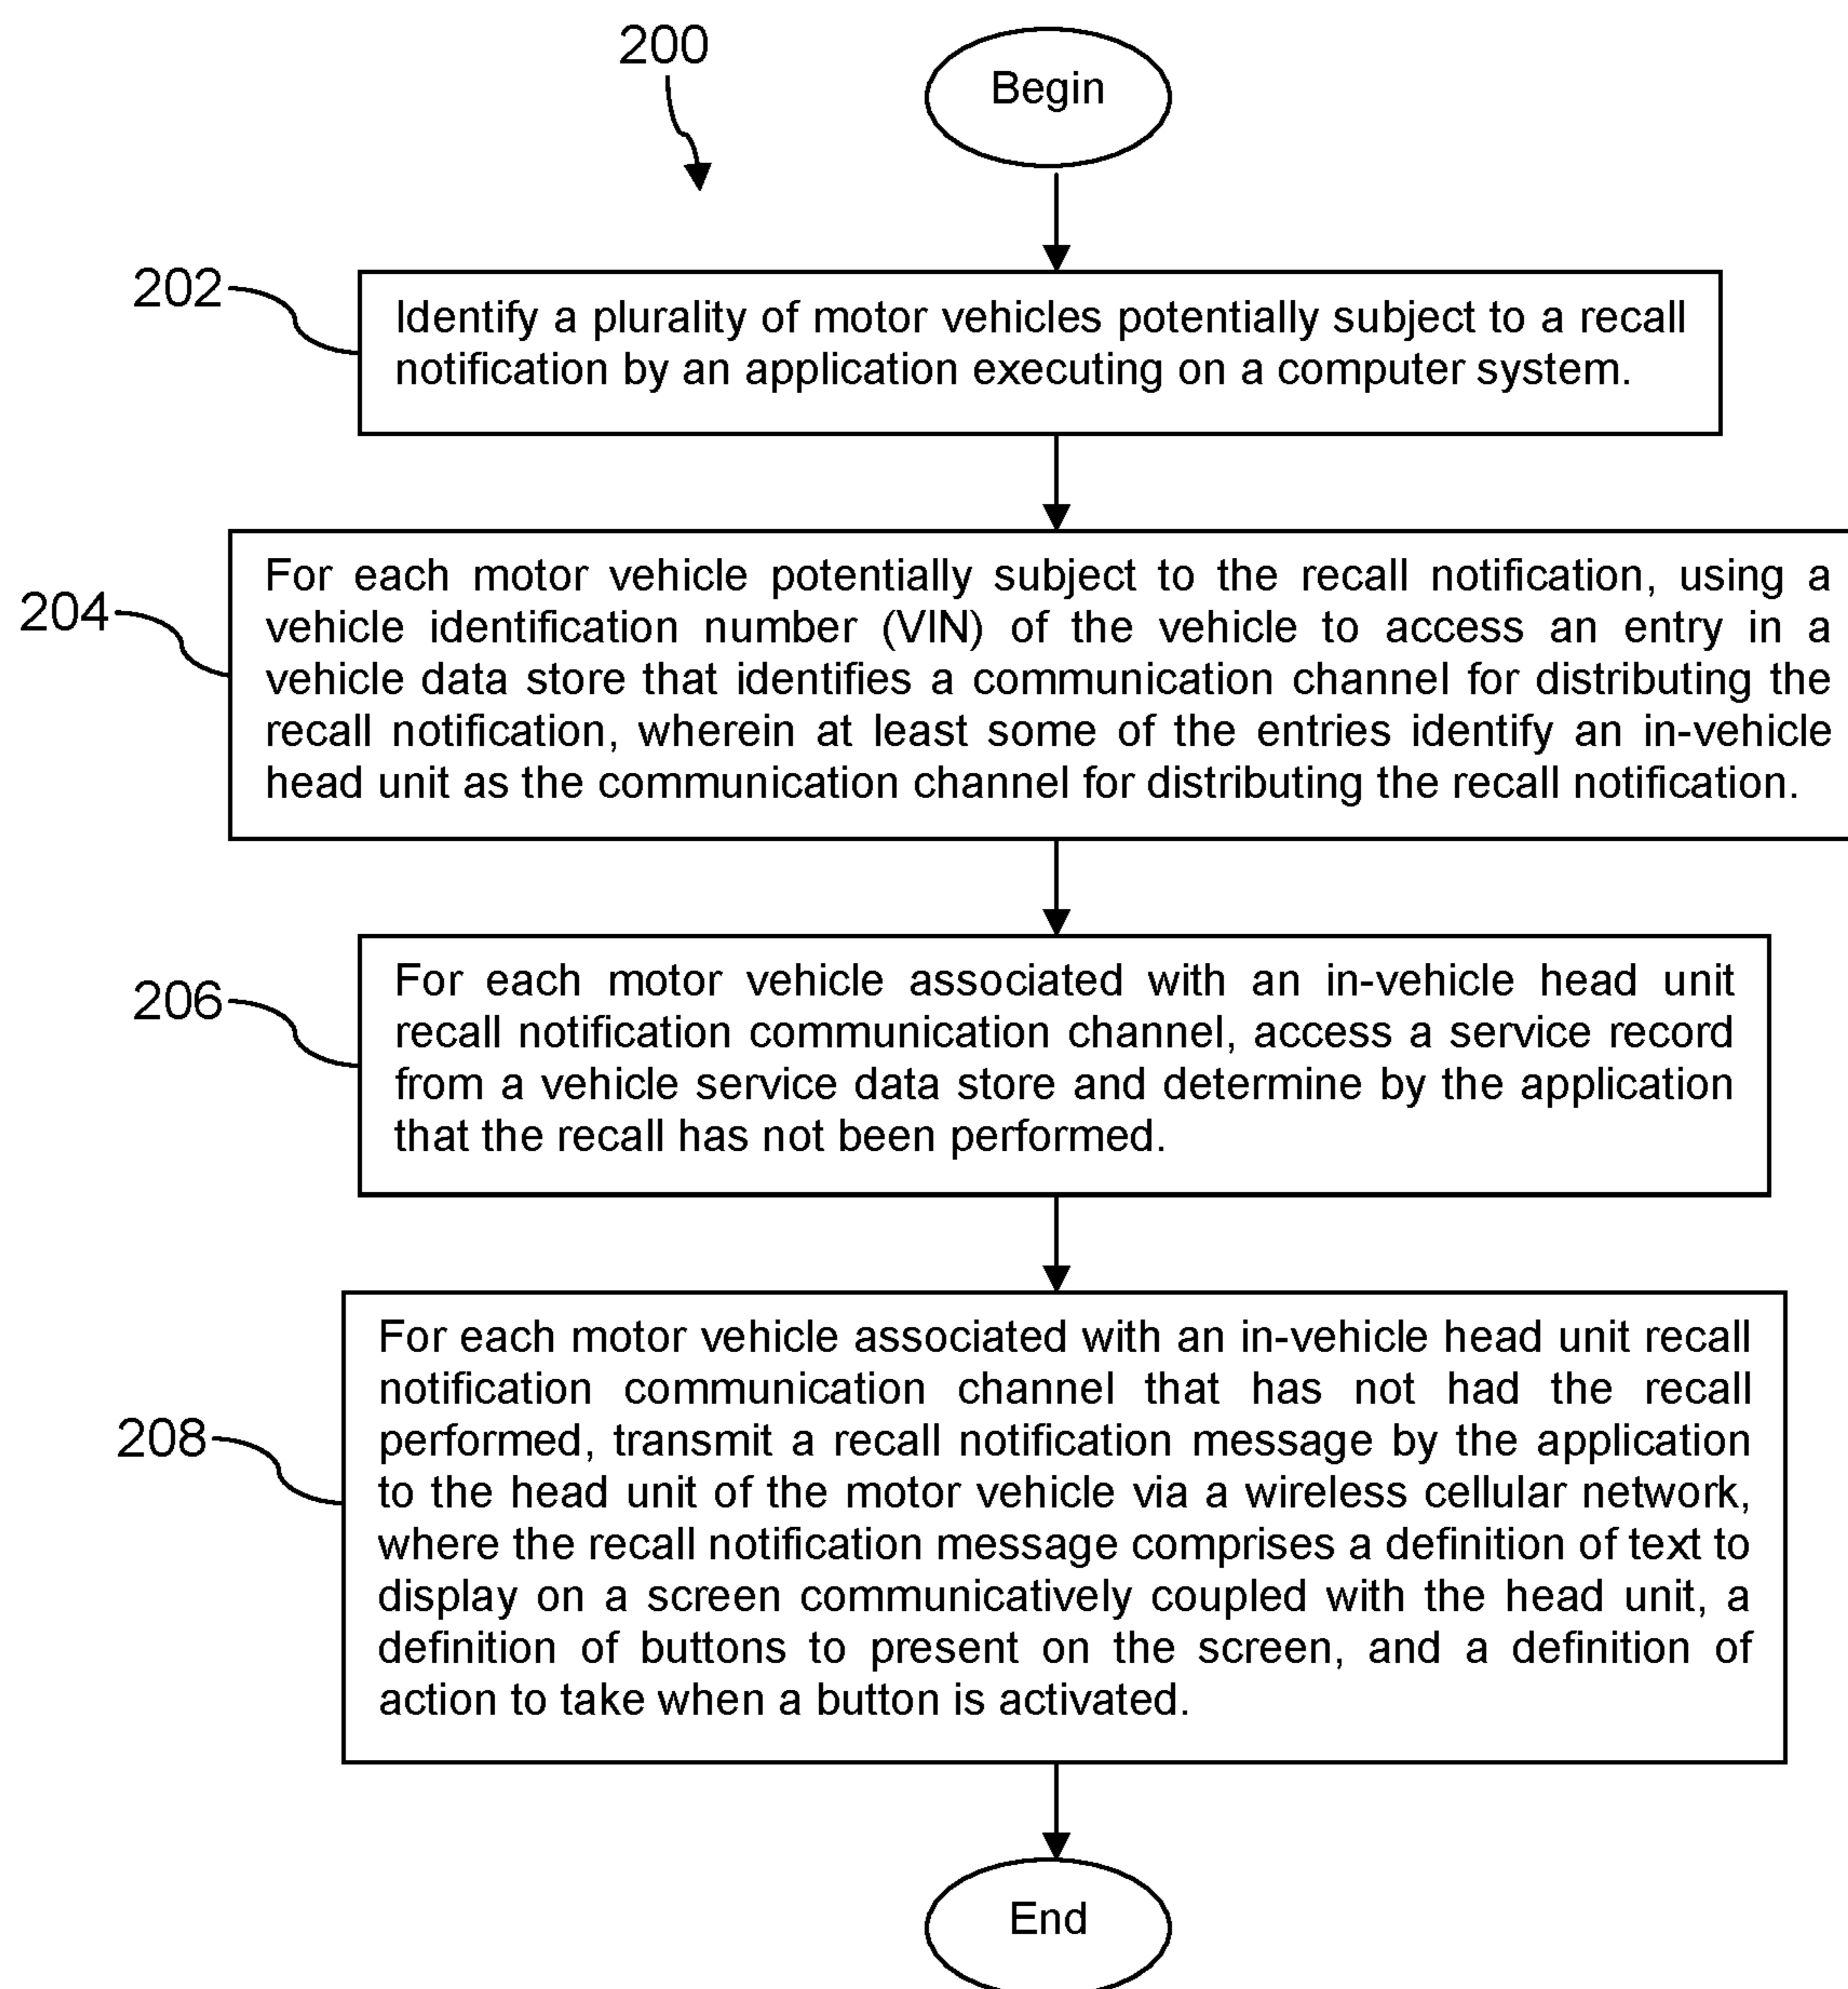 200
Begin
202
Identify a plurality of motor vehicles potentially subject to a recall
notification by an application executing on a computer system.
204
For each motor vehicle potentially subject to the recall notification, using a
vehicle identification number (VIN) of the vehicle to access an entry in a
vehicle data store that identifies a communication channel for distributing the
recall notification, wherein at least some of the entries identify an in-vehicle
head unit as the communication channel for distributing the recall notification.
206
For each motor vehicle associated with an in-vehicle head unit
recall notification communication channel, access a service record
from a vehicle service data store and determine by the application
that the recall has not been performed.
208
For each motor vehicle associated with an in-vehicle head unit recall
notification communication channel that has not had the recall
performed, transmit a recall notification message by the application
to the head unit of the motor vehicle via a wireless cellular network,
where the recall notification message comprises a definition of text to
display on a screen communicatively coupled with the head unit, a
definition of buttons to present on the screen, and a definition of
action to take when a button is activated.
End